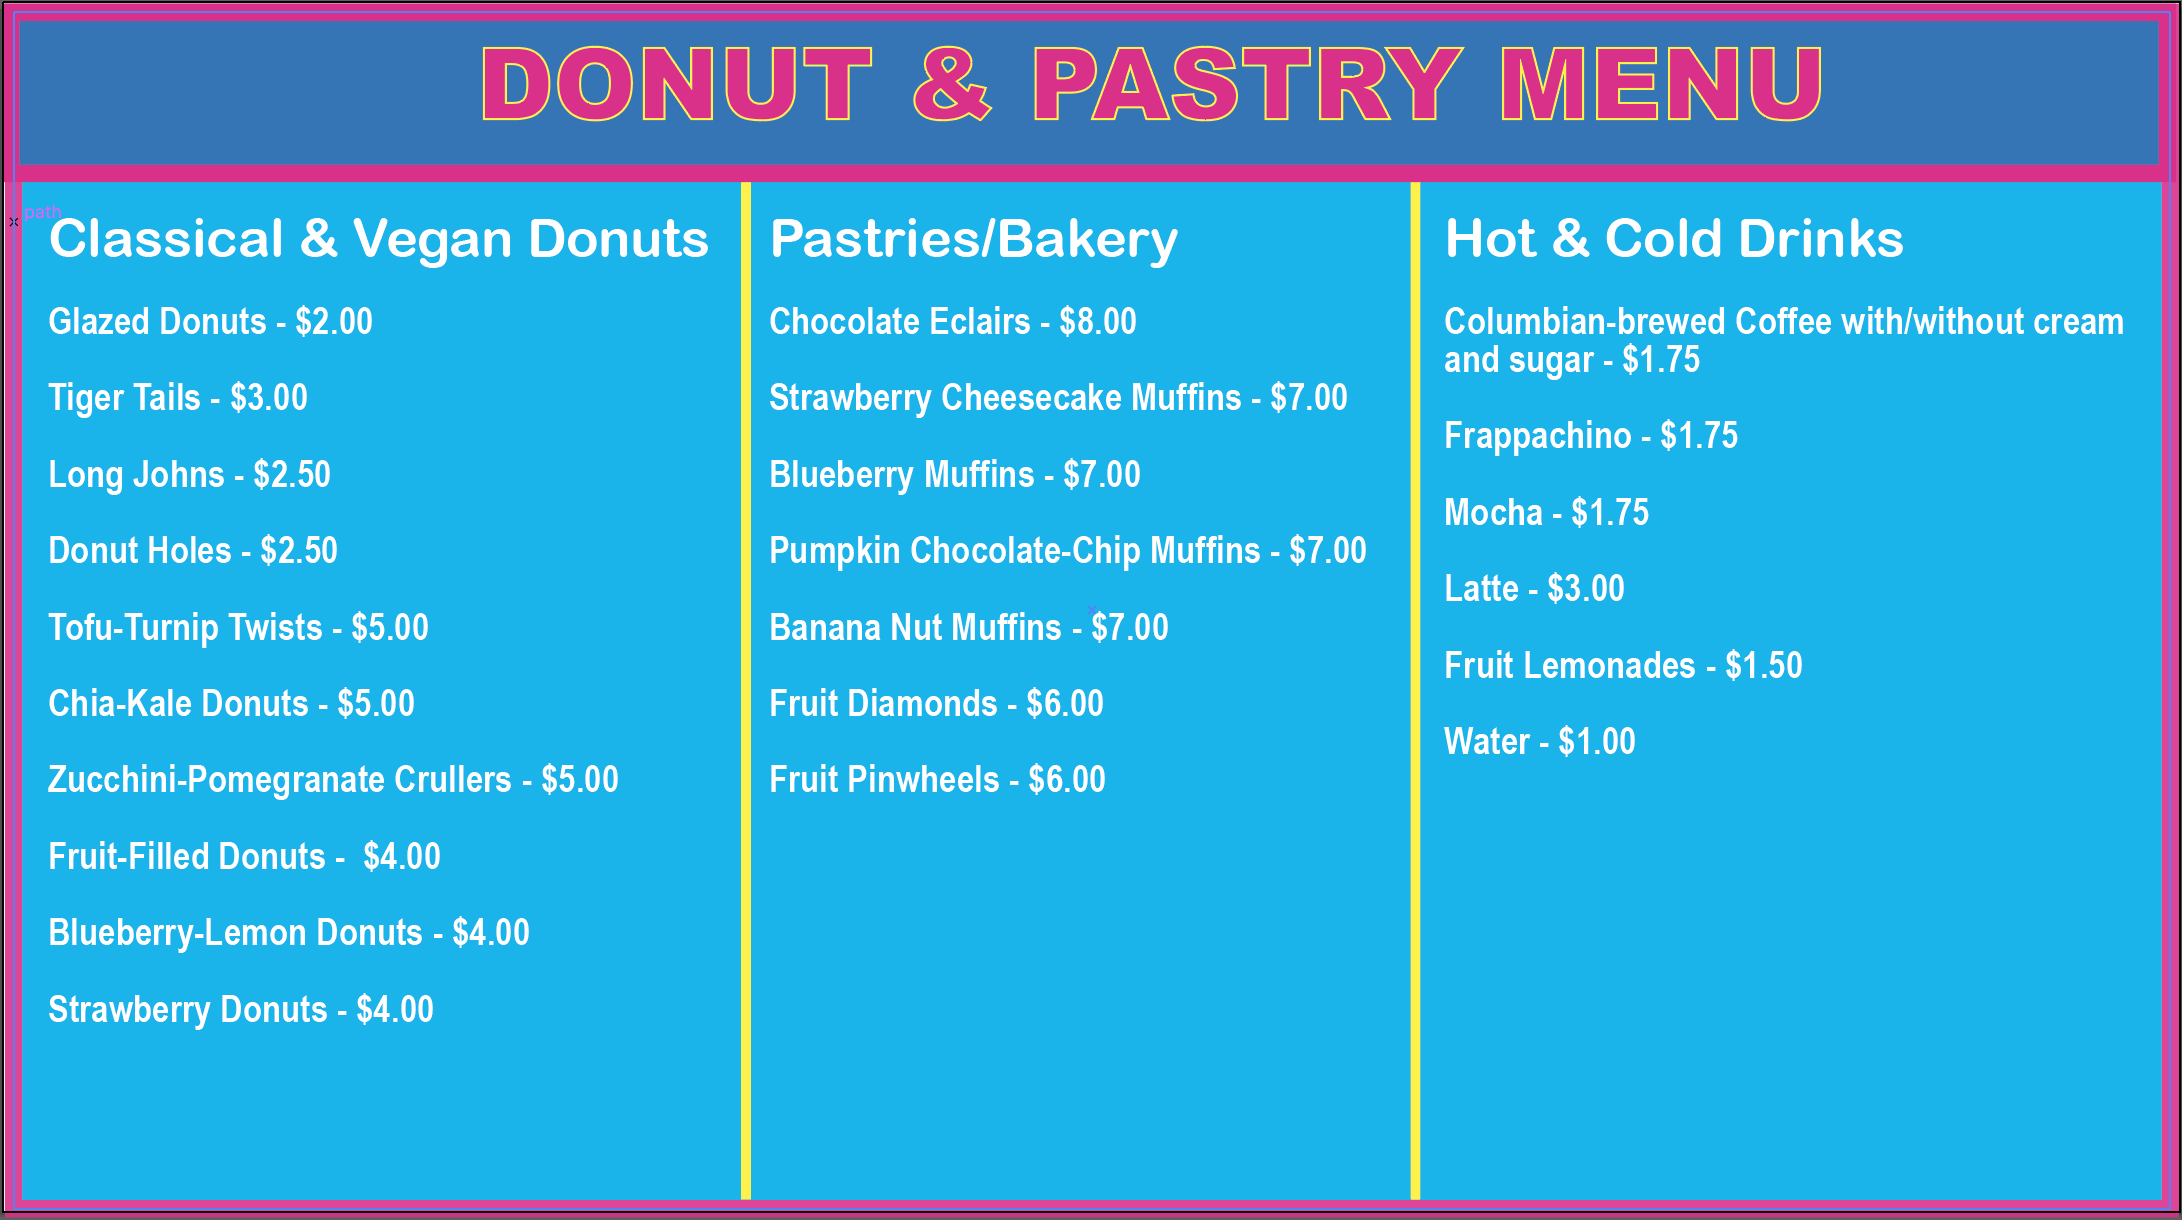 DONUT & PASTRY MENU
path
Classical & Vegan Donuts
Glazed Donuts - $2.00
Tiger Tails - $3.00
Long Johns - $2.50
Donut Holes - $2.50
Tofu-Turnip Twists - $5.00
Chia-Kale Donuts - $5.00
Zucchini-Pomegranate Crullers - $5.00
Fruit-Filled Donuts -  $4.00
Blueberry-Lemon Donuts - $4.00
Strawberry Donuts - $4.00
Pastries/Bakery
Chocolate Eclairs - $8.00
Strawberry Cheesecake Muffins - $7.00
Blueberry Muffins - $7.00
Pumpkin Chocolate-Chip Muffins - $7.00
Banana Nut Muffins - $7.00
Fruit Diamonds - $6.00
Fruit Pinwheels - $6.00
Hot & Cold Drinks
Columbian-brewed Coffee with/without cream
and sugar - $1.75
Frappachino - $1.75
Mocha - $1.75
Latte - $3.00
Fruit Lemonades - $1.50
Water - $1.00